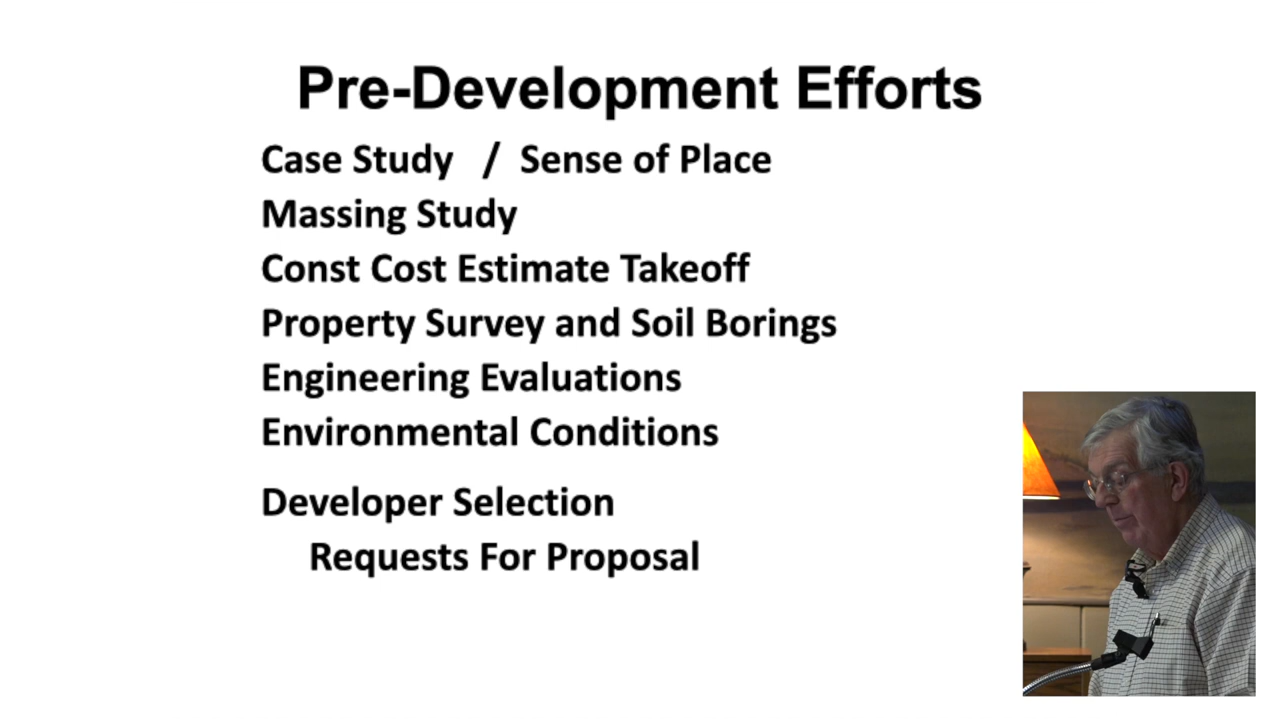 Pre-Development Efforts
Case Study / Sense of Place
Massing Study
Const Cost Estimate Takeoff
Property Survey and Soil Borings
Engineering Evaluations
Environmental Conditions
Developer Selection
Requests For Proposal